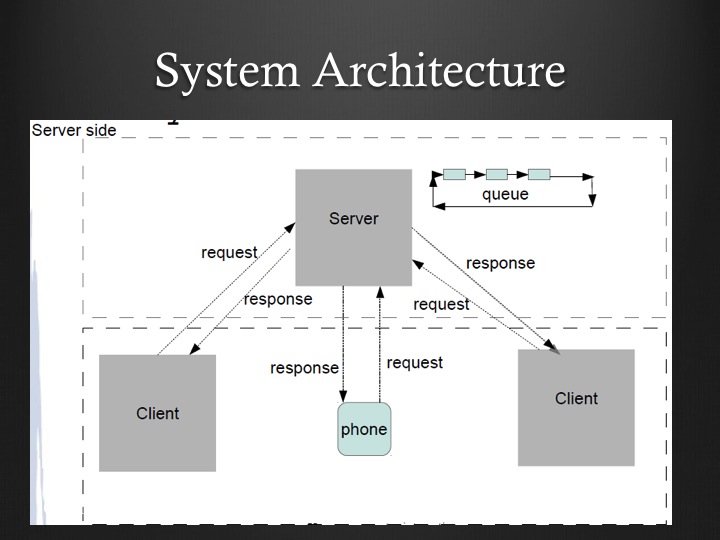 System Architecture
Server side
queue
Server
request
response
response
request
response
request
Client
phone
Client